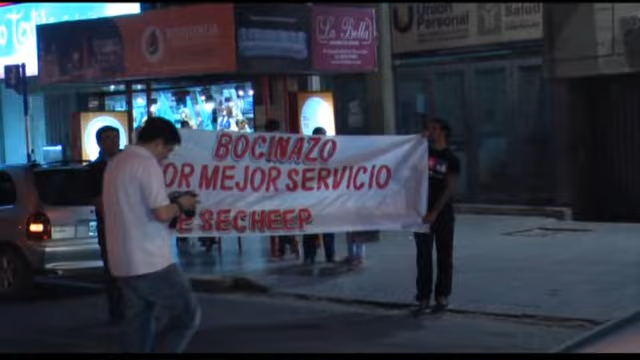 La Bella
Unión
Personal
Salud
BOCINAZO
OR MEJOR SERVICIO
E SECHEEP